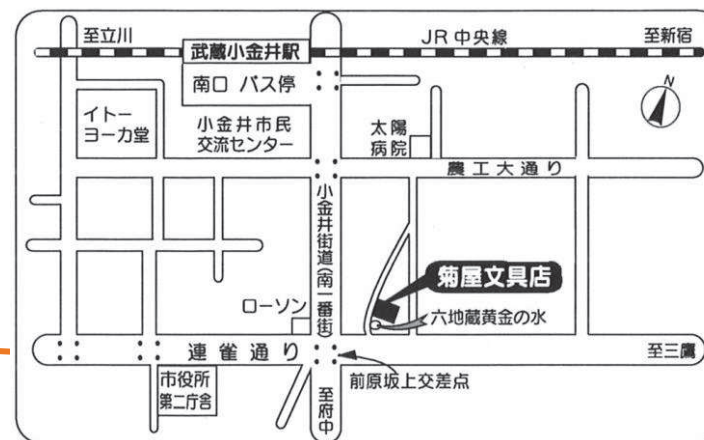 至立川
武蔵小金井駅
JR中央線
至新宿
南口 バス停
N
イトー
ヨーカ堂
小金井市民
交流センター
太陽
病院
農工大通り
小金井街道(南一番街)
菊屋文具店
ローソン
六地蔵黄金の水
連雀通り
至三鷹
前原坂上交差点
市役所
第二庁舎
至府中